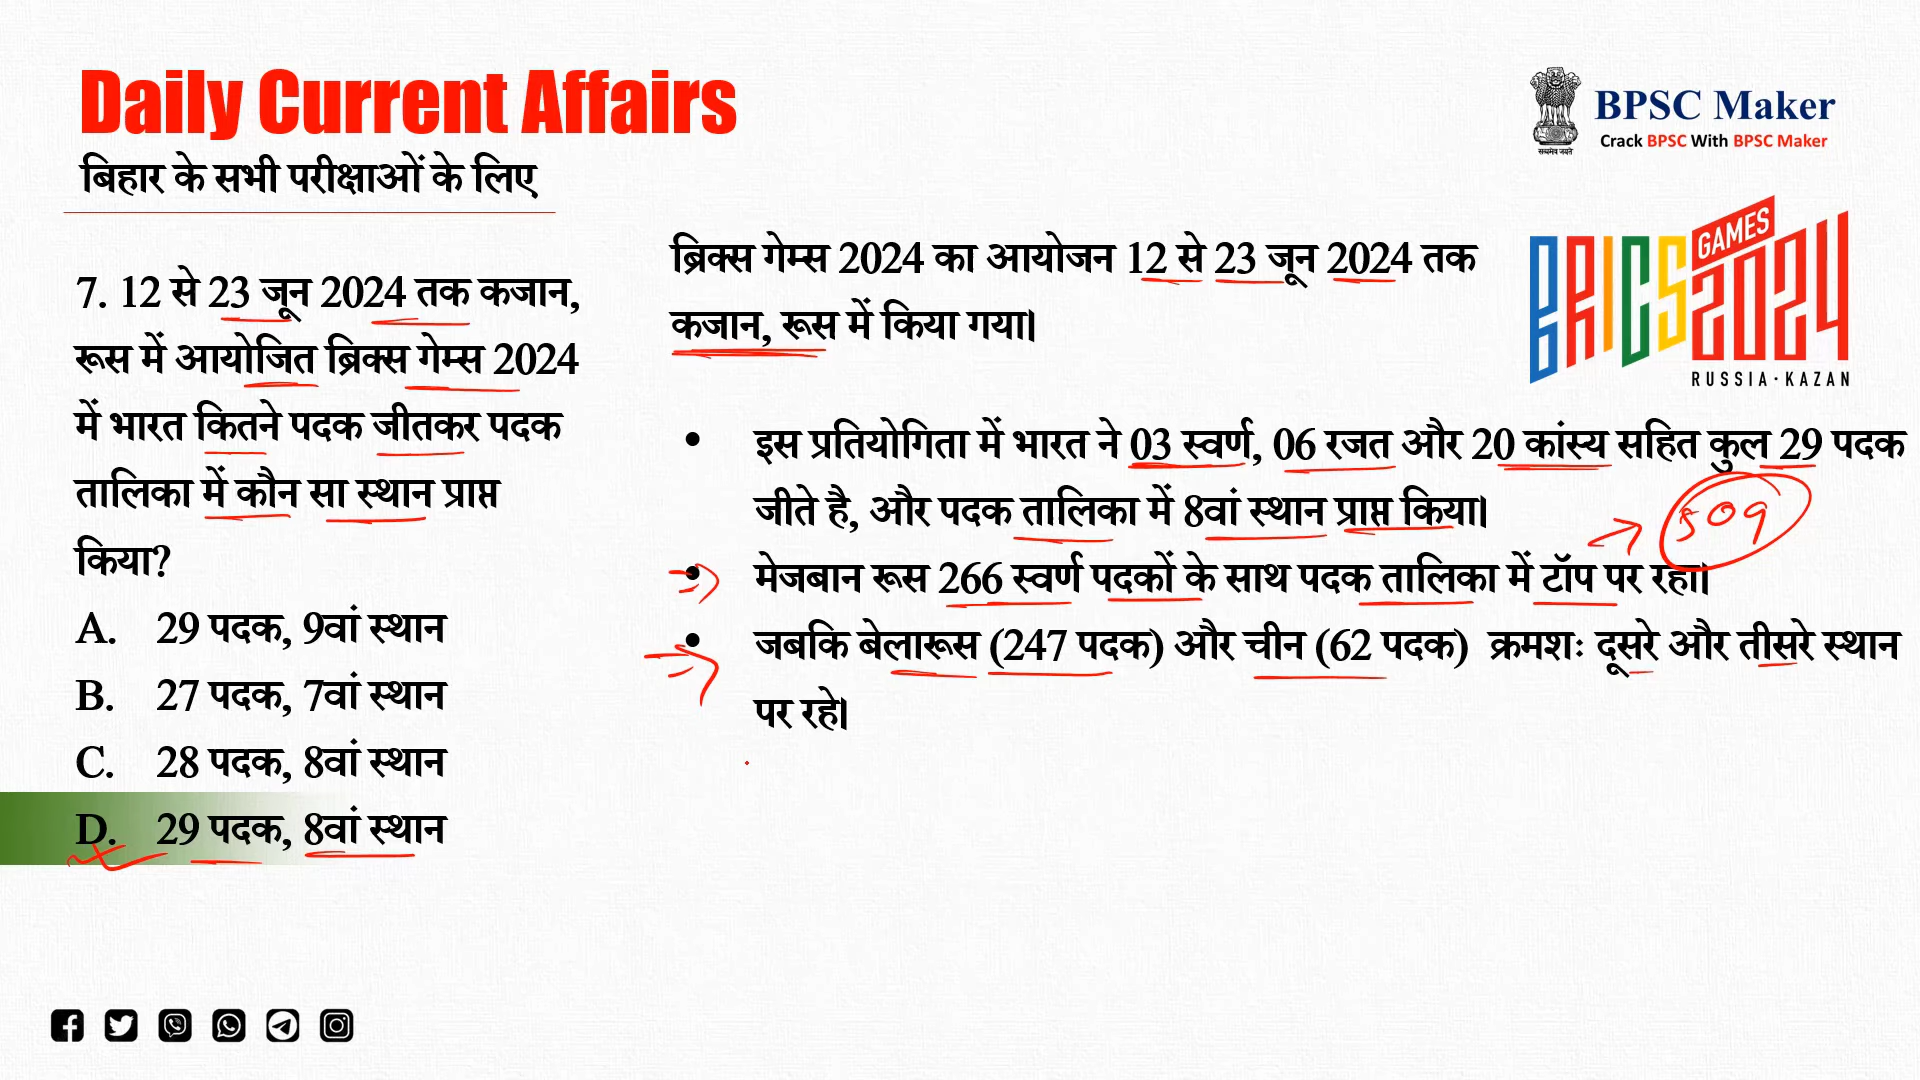 Daily Current Affairs
बिहार के सभी परीक्षाओं के लिए
BPSC Maker
Crack BPSC With BPSC Maker
सत्यमेव जयते
7. 12 से 23 जून 2024 तक कजान,
रूस में आयोजित ब्रिक्स गेम्स 2024
में भारत कितने पदक जीतकर पदक
तालिका में कौन सा स्थान प्राप्त
किया?
A. 29 पदक, 9वां स्थान
B. 27 पदक, 7वां स्थान
C. 28 पदक, 8वां स्थान
D. 29 पदक, 8वां स्थान
ब्रिक्स गेम्स 2024 का आयोजन 12 से 23 जून 2024 तक
कजान, रूस में किया गया।
BRICS GAMES 2024
RUSSIA · KAZAN
• इस प्रतियोगिता में भारत ने 03 स्वर्ण, 06 रजत और 20 कांस्य सहित कुल 29 पदक
जीते है, और पदक तालिका में 8वां स्थान प्राप्त किया।
509
• मेजबान रूस 266 स्वर्ण पदकों के साथ पदक तालिका में टॉप पर रहा।
• जबकि बेलारूस (247 पदक) और चीन (62 पदक) क्रमशः दूसरे और तीसरे स्थान
पर रहे।